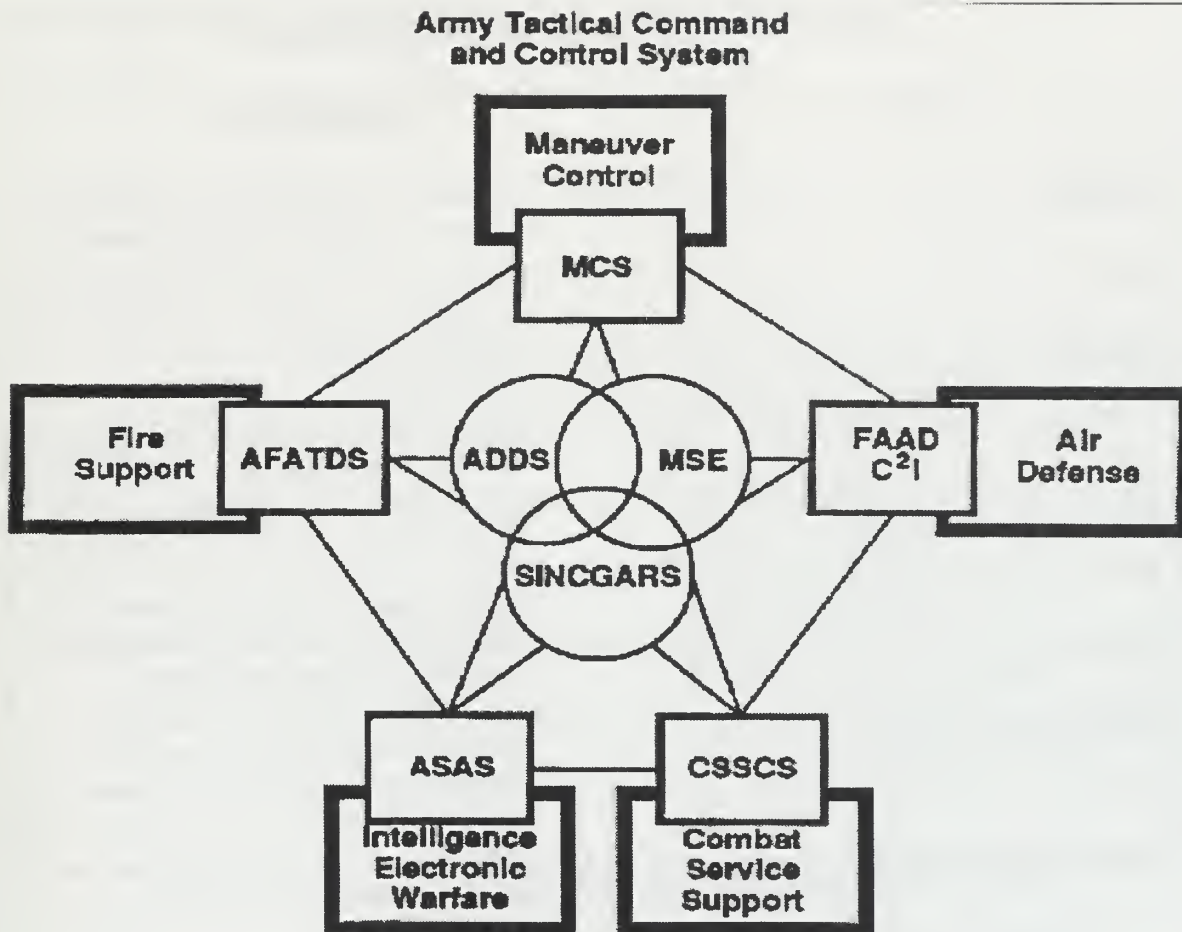 Army Tactical Command
and Control System
Maneuver
Control
MCS
Fire
Support
AFATDS
ADDS
MSE
FAAD
C²I
Air
Defense
SINCGARS
ASAS
CSSCS
Intelligence
Electronic
Warfare
Combat
Service
Support